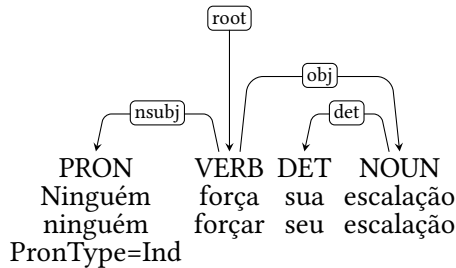 root
obj
nsubj
det
PRON VERB DET NOUN
Ninguém força sua escalação
ninguém forçar seu escalação
PronType=Ind